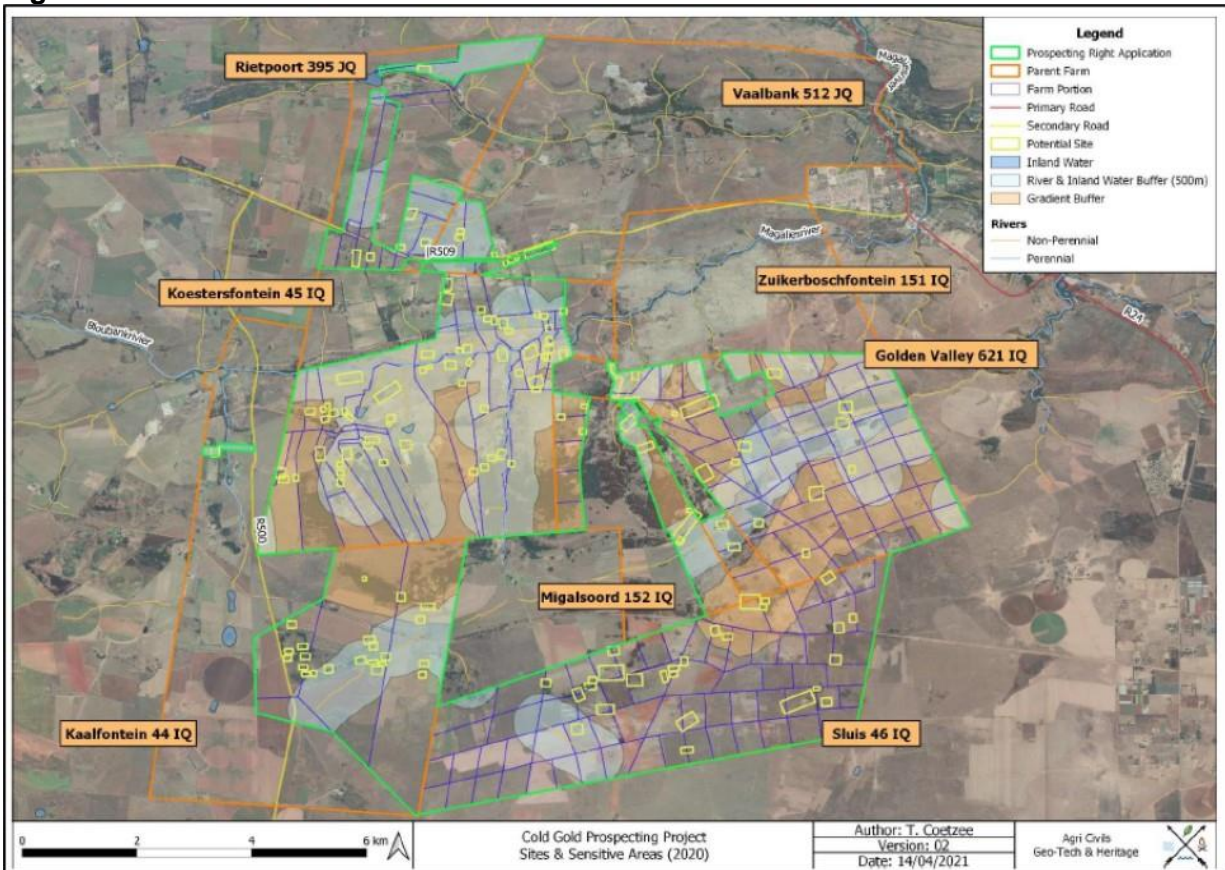 Rietpoort 395 JQ
Vaalbank 512 JQ
Koestersfontein 45 IQ
Zuikerboschfontein 151 IQ
Golden Valley 621 IQ
Migalsoord 152 IQ
Kaalfontein 44 IQ
Sluis 46 IQ
R509
Magaliesriver
Bloubankrivier
R500
R24
Legend
Prospecting Right Application
Parent Farm
Farm Portion
Primary Road
Secondary Road
Potential Site
Inland Water
River & Inland Water Buffer (500m)
Gradient Buffer
Rivers
Non-Perennial
Perennial
0 2 4 6 km
Cold Gold Prospecting Project
Sites & Sensitive Areas (2020)
Author: T. Coetzee
Version: 02
Date: 14/04/2021
Agri Civils
Geo-Tech & Heritage